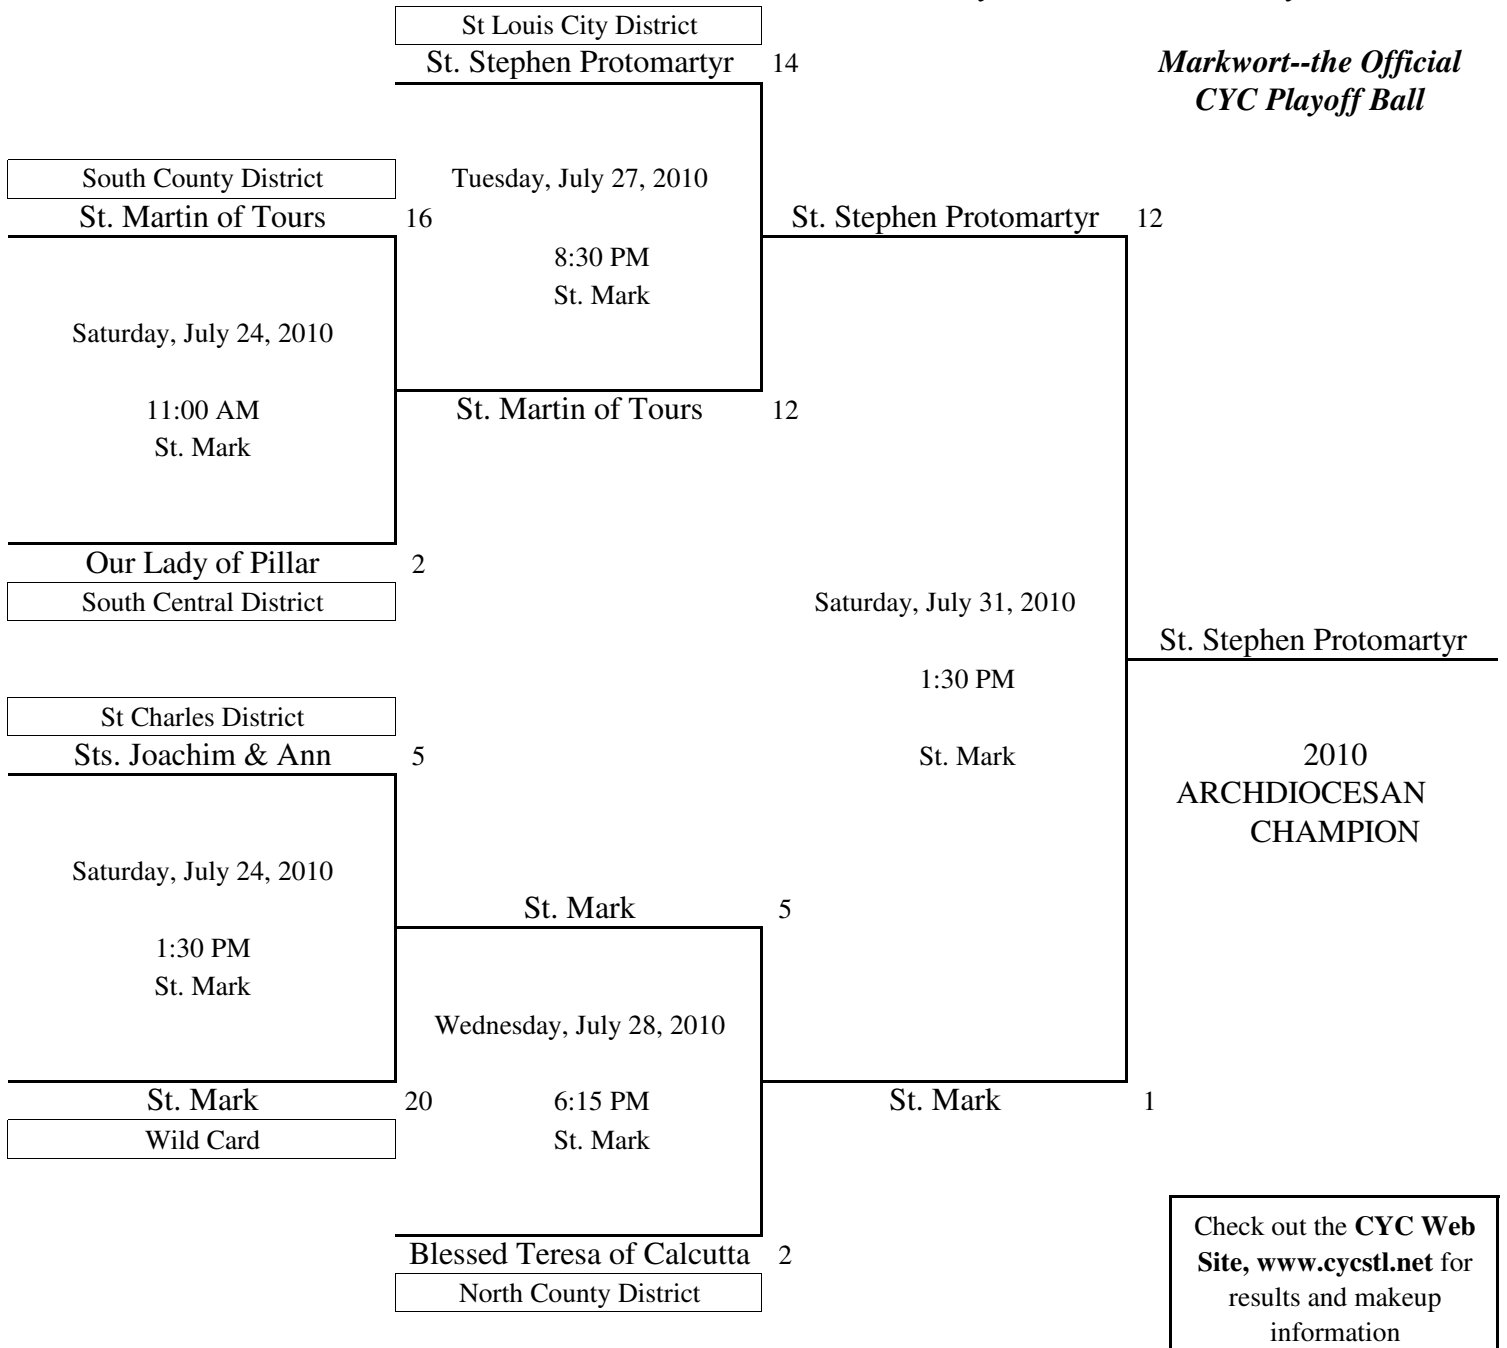 St Louis City District
St. Stephen Protomartyr 14
Markwort--the Official
CYC Playoff Ball
South County District
Tuesday, July 27, 2010
St. Martin of Tours 16
St. Stephen Protomartyr 12
8:30 PM
St. Mark
Saturday, July 24, 2010
11:00 AM
St. Mark
St. Martin of Tours 12
Our Lady of Pillar 2
South Central District
Saturday, July 31, 2010
St. Stephen Protomartyr
1:30 PM
St Charles District
Sts. Joachim & Ann 5
St. Mark
2010
ARCHDIOCESAN
CHAMPION
Saturday, July 24, 2010
St. Mark 5
1:30 PM
St. Mark
Wednesday, July 28, 2010
St. Mark 20
6:15 PM
St. Mark 1
Wild Card
St. Mark
Blessed Teresa of Calcutta 2
North County District
Check out the CYC Web
Site, www.cycstl.net for
results and makeup
information